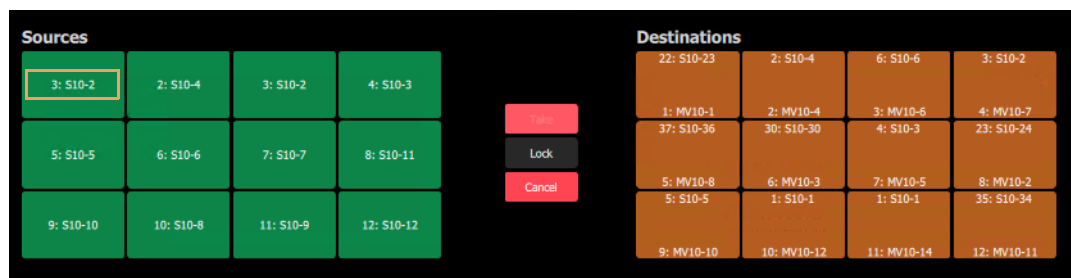 Sources
Destinations
3: S10-2
2: S10-4
3: S10-2
4: S10-3
5: S10-5
6: S10-6
7: S10-7
8: S10-11
9: S10-10
10: S10-8
11: S10-9
12: S10-12
Take
Lock
Cancel
22: S10-23
2: S10-4
6: S10-6
3: S10-2
1: MV10-1
2: MV10-4
3: MV10-6
4: MV10-7
37: S10-36
30: S10-30
4: S10-3
23: S10-24
5: MV10-8
6: MV10-3
7: MV10-5
8: MV10-2
5: S10-5
1: S10-1
1: S10-1
35: S10-34
9: MV10-10
10: MV10-12
11: MV10-14
12: MV10-11